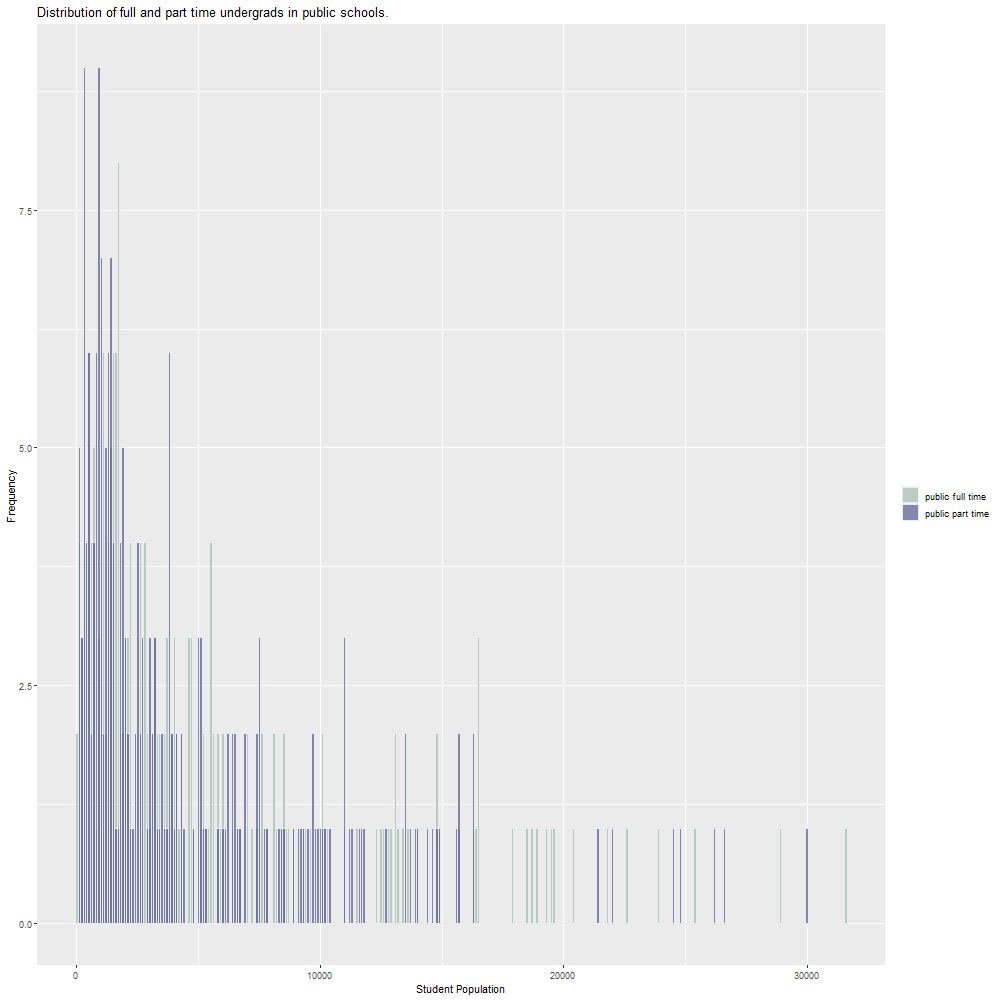 Distribution of full and part time undergrads in public schools.
7.5
5.0
2.5
0.0
Frequency
0
10000
20000
30000
Student Population
public full time
public part time